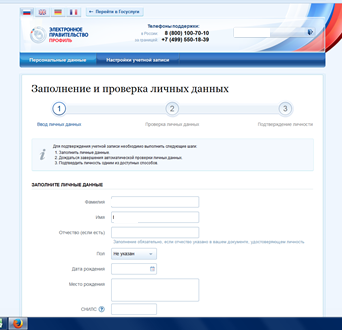 ← Перейти в Госуслуги
ЭЛЕКТРОННОЕ
ПРАВИТЕЛЬСТВО
ПРОФИЛЬ
Телефоны поддержки:
в России 8 (800) 100-70-10
за границей +7 (499) 550-18-39
Персональные данные Настройки учетной записи
Заполнение и проверка личных данных
1 2 3
Ввод личных данных Проверка личных данных Подтверждение личности
Для подтверждения учетной записи необходимо выполнить следующие шаги:
1. Заполнить личные данные.
2. Дождаться завершения автоматической проверки личных данных.
3. Подтвердить личность одним из доступных способов.
ЗАПОЛНИТЕ ЛИЧНЫЕ ДАННЫЕ
Фамилия
Имя
Отчество (если есть)
Заполнение обязательно, если отчество указано в вашем документе, удостоверяющем личность
Пол Не указан
Дата рождения
Место рождения
СНИЛС ?